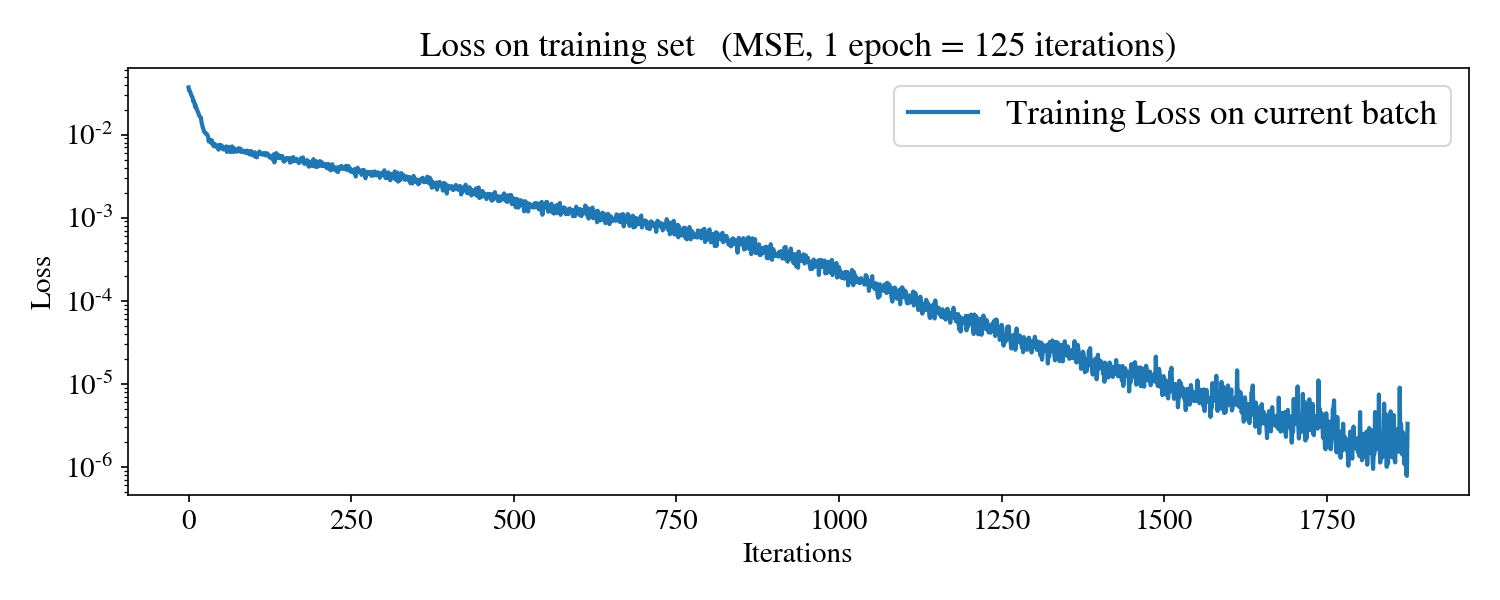 Loss on training set (MSE, 1 epoch = 125 iterations)
Training Loss on current batch
Loss
10^-2
10^-3
10^-4
10^-5
10^-6
0 250 500 750 1000 1250 1500 1750
Iterations